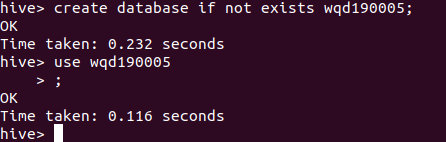 hive> create database if not exists wqd190005;
OK
Time taken: 0.232 seconds
hive> use wqd190005
    > ;
OK
Time taken: 0.116 seconds
hive>